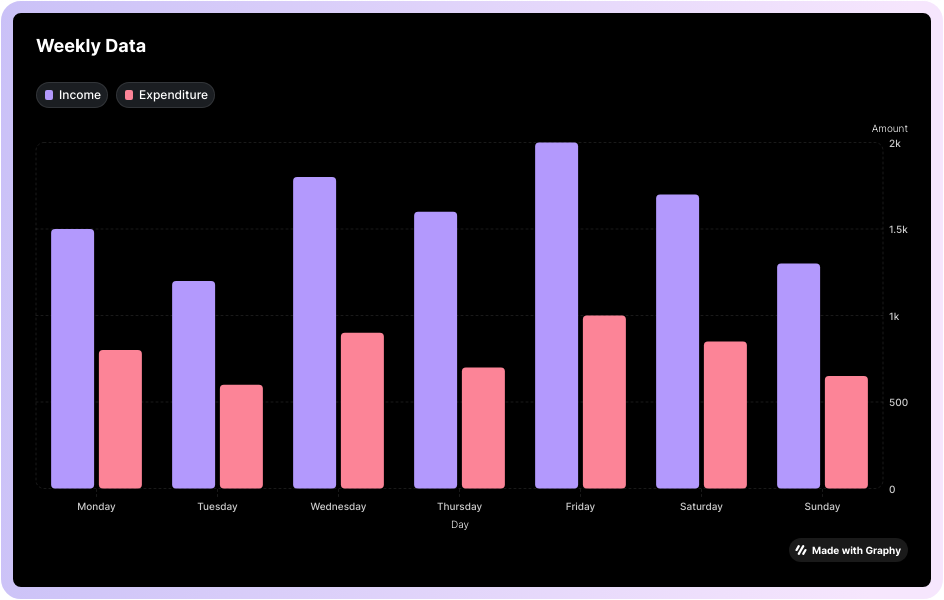 Weekly Data
Income Expenditure
Amount
2k
1.5k
1k
500
0
Monday Tuesday Wednesday Thursday Friday Saturday Sunday
Day
Made with Graphy